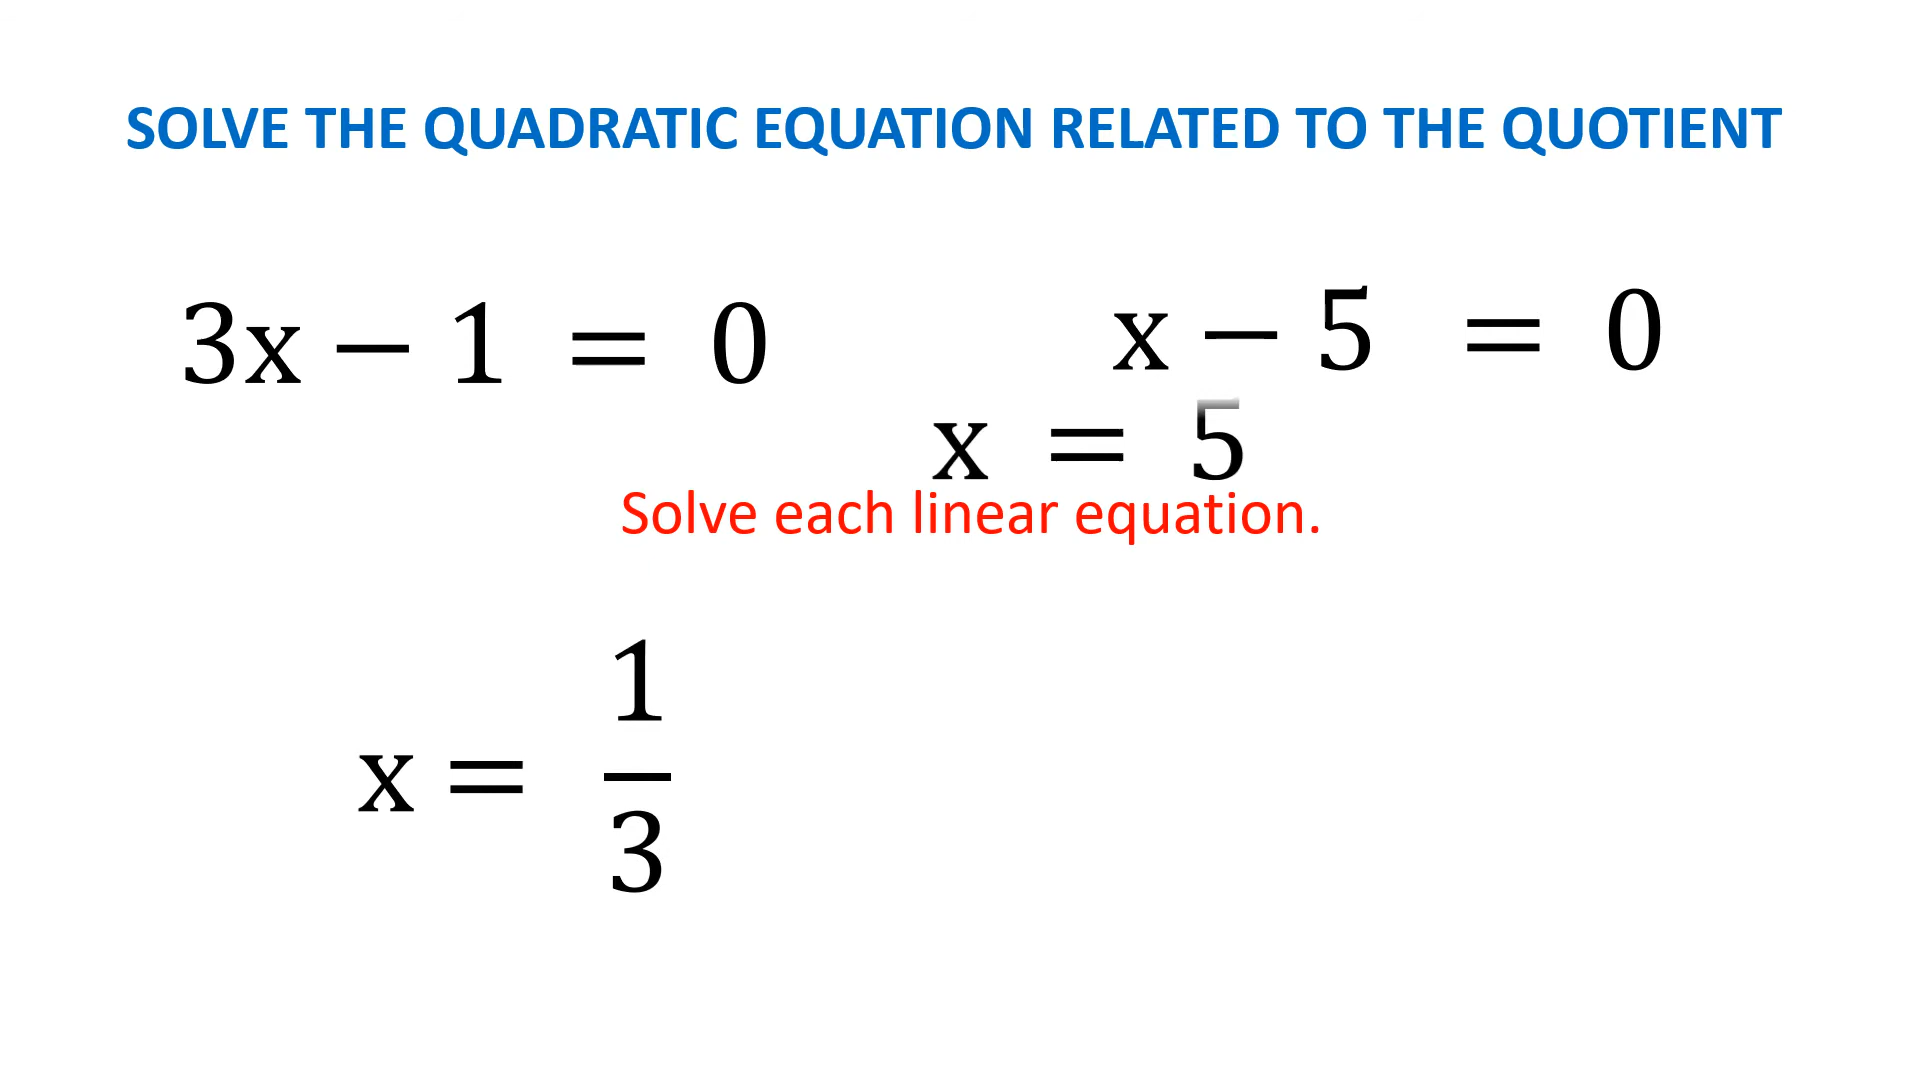 SOLVE THE QUADRATIC EQUATION RELATED TO THE QUOTIENT
3x − 1 = 0
x − 5 = 0
x = 5
Solve each linear equation.
x = 1/3